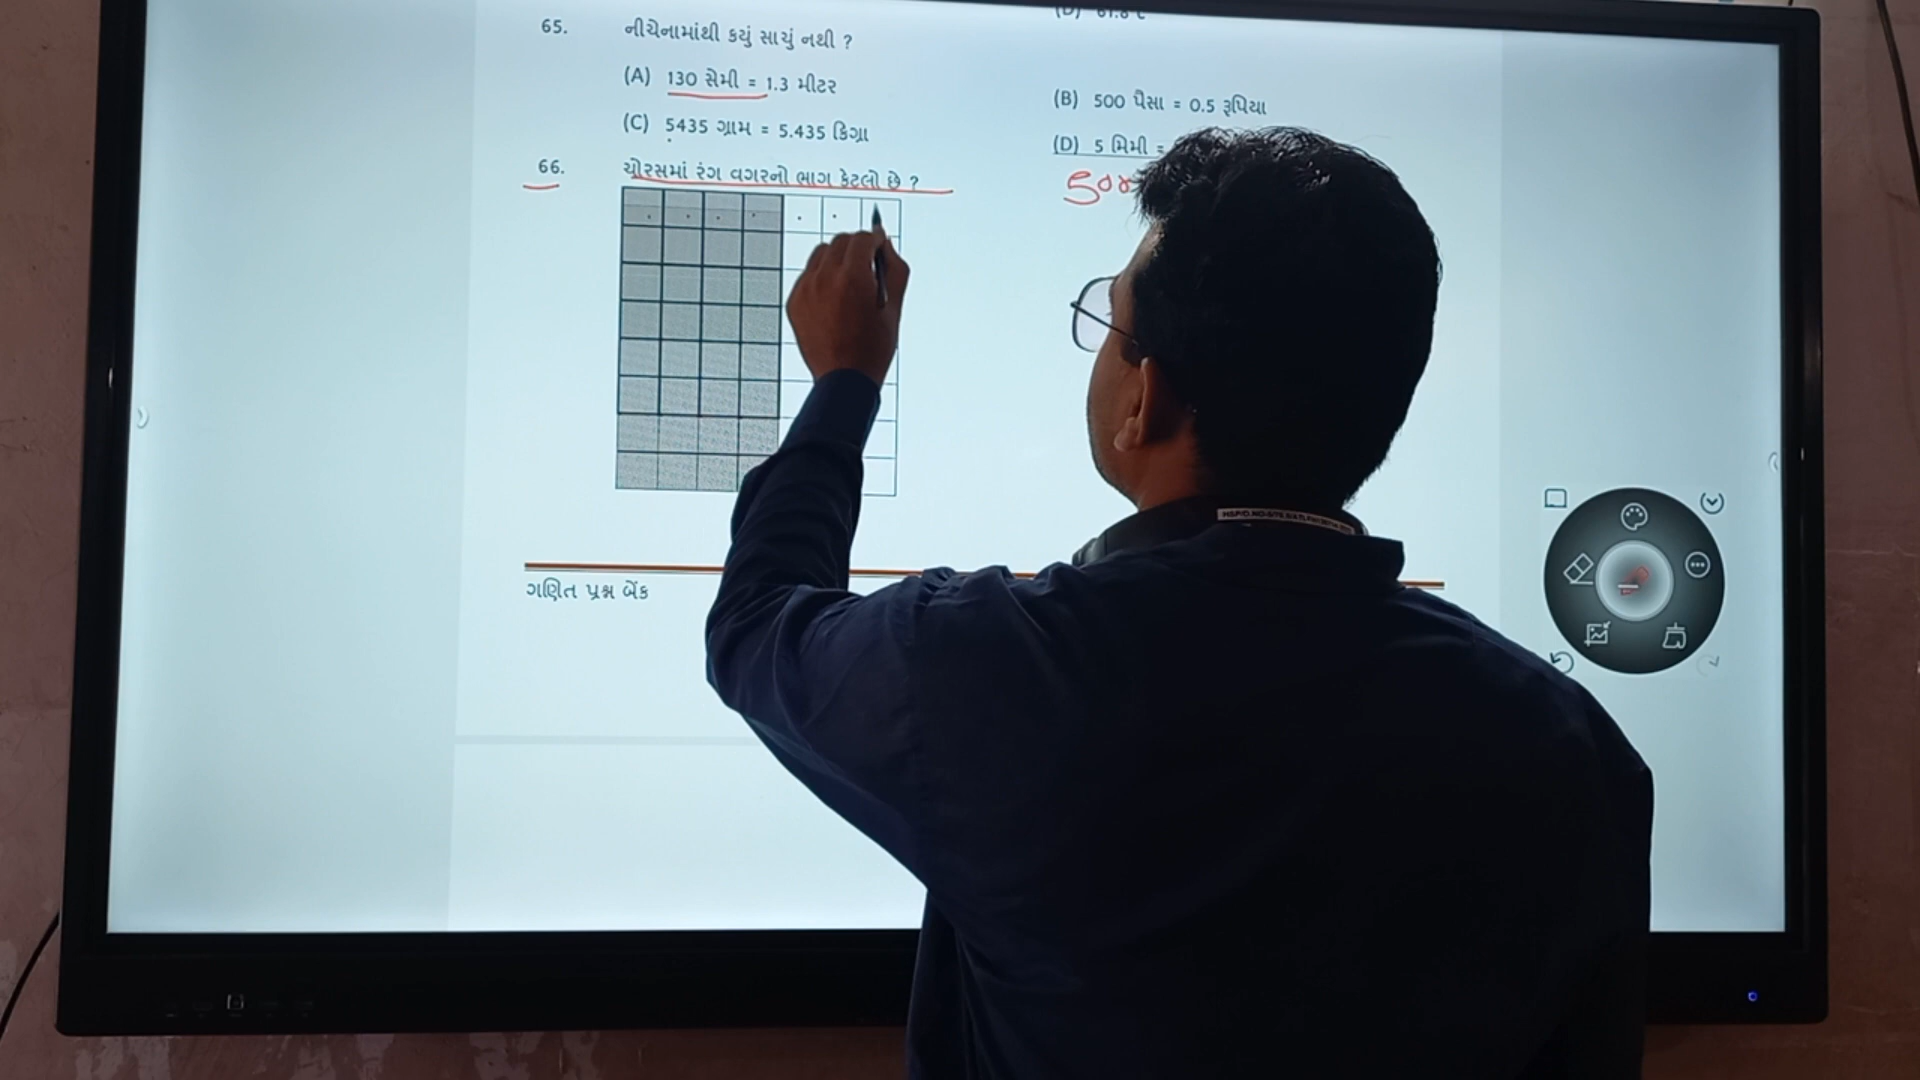 65. નીચેનામાંથી કયું સાચું નથી ?
(A) 130 સેમી = 1.3 મીટર
(B) 500 પૈસા = 0.5 રૂપિયા
(C) 5435 ગ્રામ = 5.435 કિગ્રા
(D) 5 મિમી =
66. ચોરસમાં રંગ વગરનો ભાગ કેટલો છે ?
ગણિત પ્રશ્ન બેંક